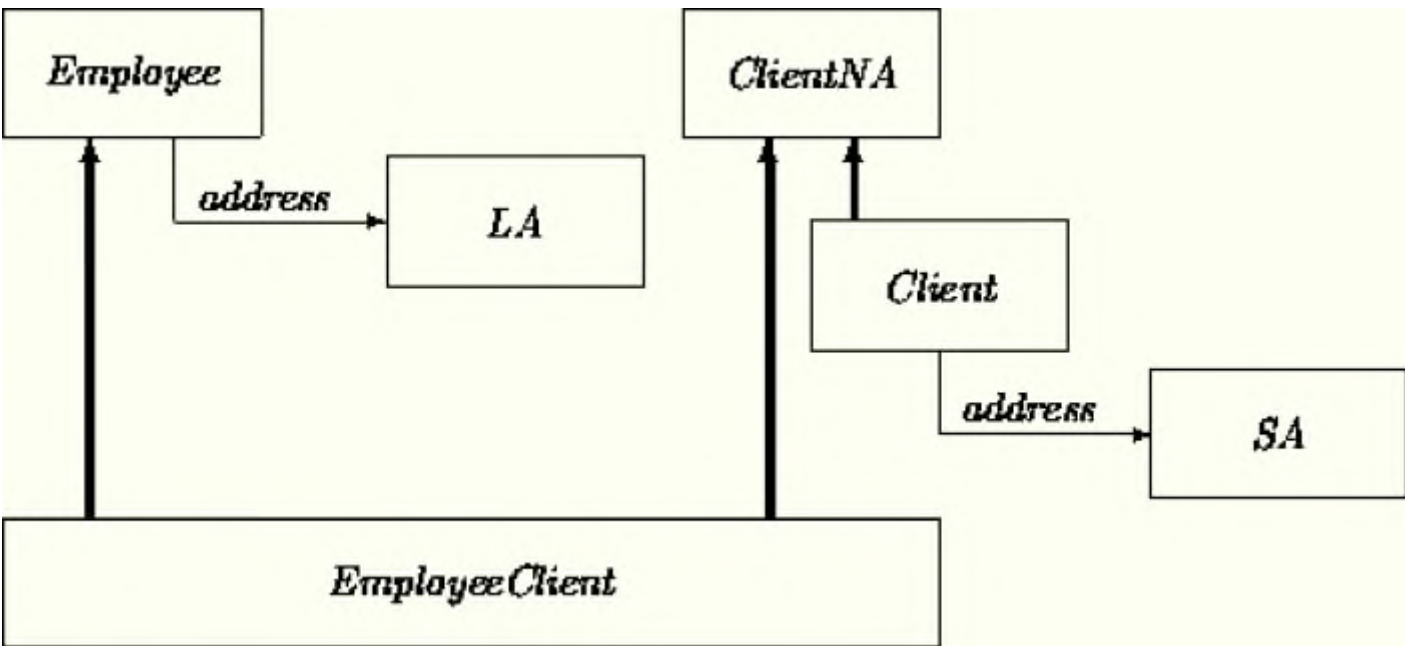 Employee
ClientNA
address
LA
Client
address
SA
EmployeeClient